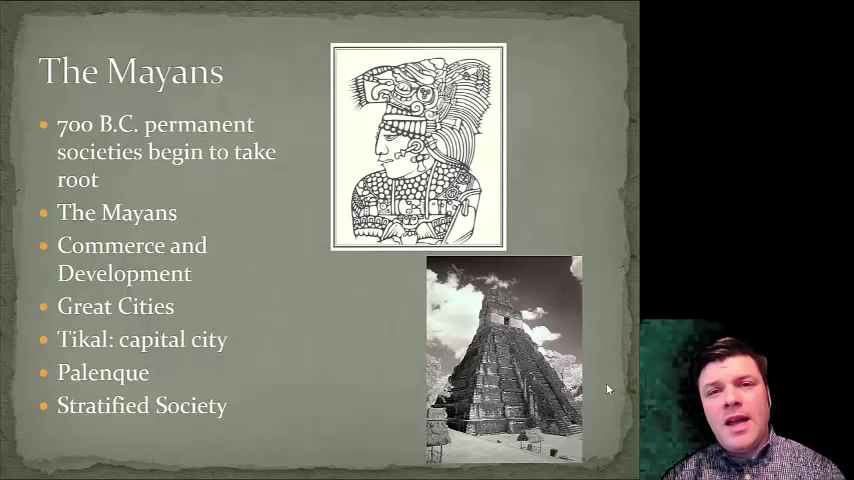 The Mayans
700 B.C. permanent
societies begin to take
root
The Mayans
Commerce and
Development
Great Cities
Tikal: capital city
Palenque
Stratified Society